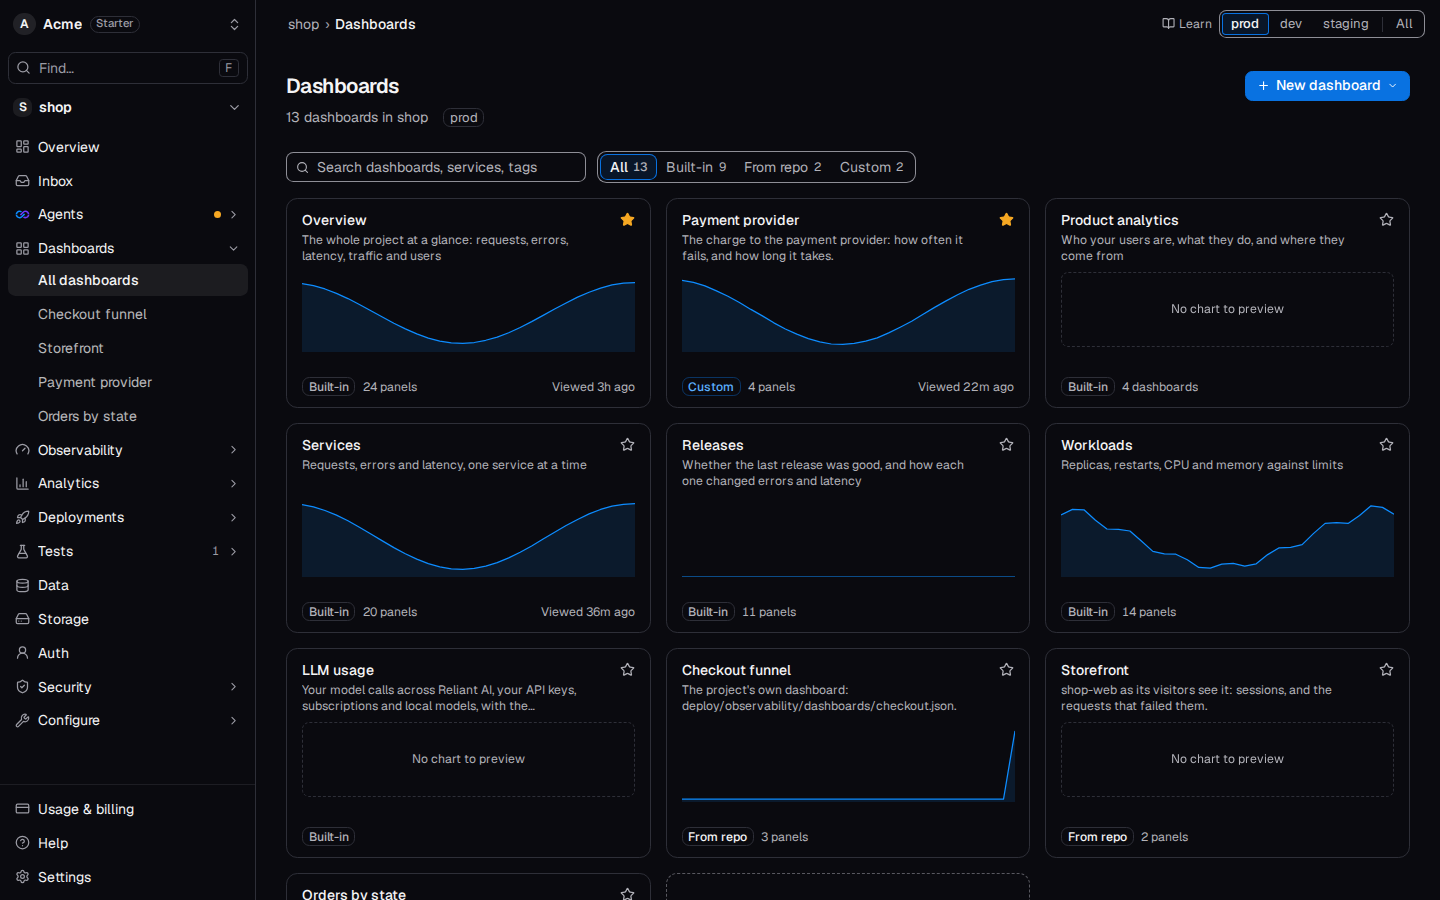 A Acme Starter
Find... F
S shop
Overview
Inbox
Agents
Dashboards
All dashboards
Checkout funnel
Storefront
Payment provider
Orders by state
Observability
Analytics
Deployments
Tests 1
Data
Storage
Auth
Security
Configure
Usage & billing
Help
Settings
shop › Dashboards
Learn prod dev staging All
Dashboards
New dashboard
13 dashboards in shop prod
Search dashboards, services, tags
All 13 Built-in 9 From repo 2 Custom 2
Overview
The whole project at a glance: requests, errors,
latency, traffic and users
Built-in 24 panels Viewed 3h ago
Payment provider
The charge to the payment provider: how often it
fails, and how long it takes.
Custom 4 panels Viewed 22m ago
Product analytics
Who your users are, what they do, and where they
come from
No chart to preview
Built-in 4 dashboards
Services
Requests, errors and latency, one service at a time
Built-in 20 panels Viewed 36m ago
Releases
Whether the last release was good, and how each
one changed errors and latency
Built-in 11 panels
Workloads
Replicas, restarts, CPU and memory against limits
Built-in 14 panels
LLM usage
Your model calls across Reliant AI, your API keys,
subscriptions and local models, with the...
No chart to preview
Built-in
Checkout funnel
The project's own dashboard:
deploy/observability/dashboards/checkout.json.
From repo 3 panels
Storefront
shop-web as its visitors see it: sessions, and the
requests that failed them.
No chart to preview
From repo 2 panels
Orders by state